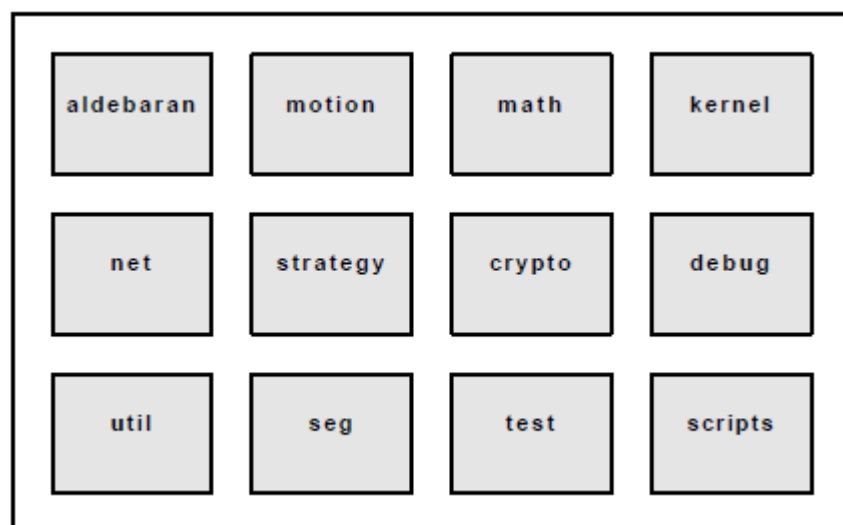 aldebaran motion math kernel
net strategy crypto debug
util seg test scripts